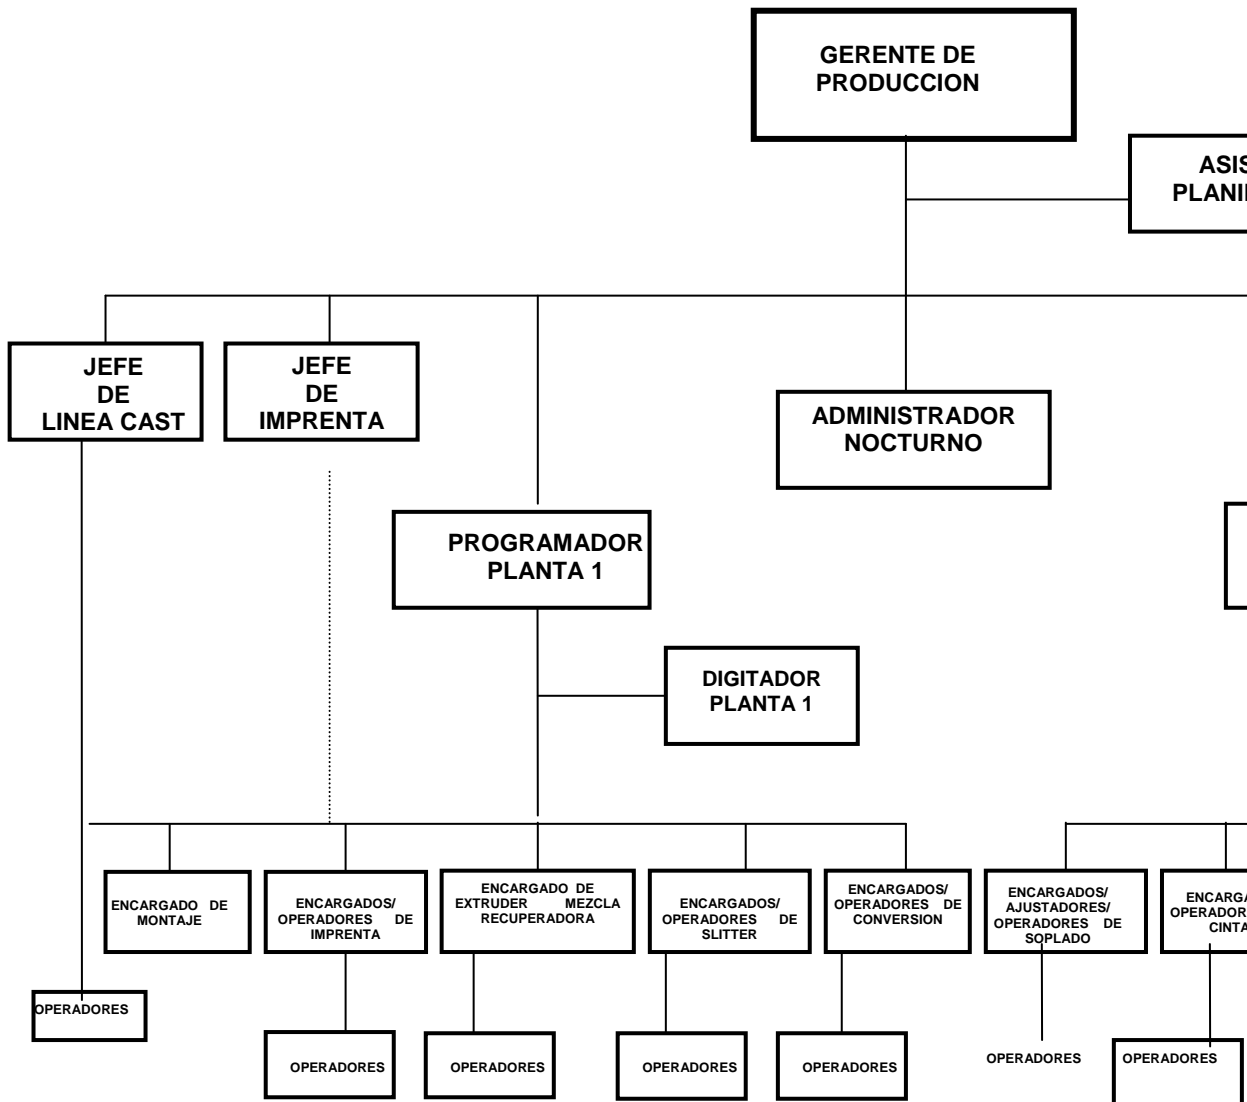 GERENTE DE
PRODUCCION
JEFE
DE
LINEA CAST
JEFE
DE
IMPRENTA
ADMINISTRADOR
NOCTURNO
PROGRAMADOR
PLANTA 1
DIGITADOR
PLANTA 1
ENCARGADO DE
MONTAJE
ENCARGADOS/
OPERADORES DE
IMPRENTA
ENCARGADO DE
EXTRUDER MEZCLA
RECUPERADORA
ENCARGADOS/
OPERADORES DE
SLITTER
ENCARGADOS/
OPERADORES DE
CONVERSION
ENCARGADOS/
AJUSTADORES/
OPERADORES DE
SOPLADO
OPERADORES
OPERADORES
OPERADORES
OPERADORES
OPERADORES
OPERADORES
OPERADORES